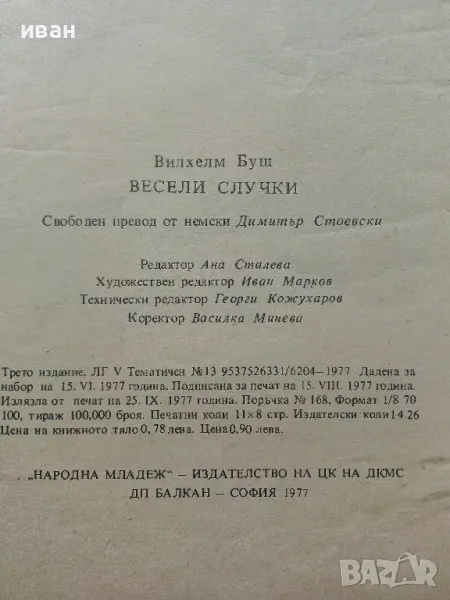 иван
Вилхелм Буш
ВЕСЕЛИ СЛУЧКИ
Свободен превод от немски Димитър Стоевски
Редактор Ана Сталева
Художествен редактор Иван Марков
Технически редактор Георги Кожухаров
Коректор Василка Минева
Трето издание. ЛГ V Тематичен №13 9537526331/6204—1977 Дадена за
набор на 15. VI. 1977 година. Подписана за печат на 15. VIII. 1977 година.
Излязла от печат на 25. IX. 1977 година. Поръчка № 168, Формат 1/8 70
100, тираж 100,000 броя. Печатни коли 11×8 стр. Издателски коли 14 26
Цена на книжното тяло 0,78 лева. Цена 0,90 лева.
„НАРОДНА МЛАДЕЖ“ — ИЗДАТЕЛСТВО НА ЦК НА ДКМС
ДП БАЛКАН — СОФИЯ 1977
BAZAR.BG